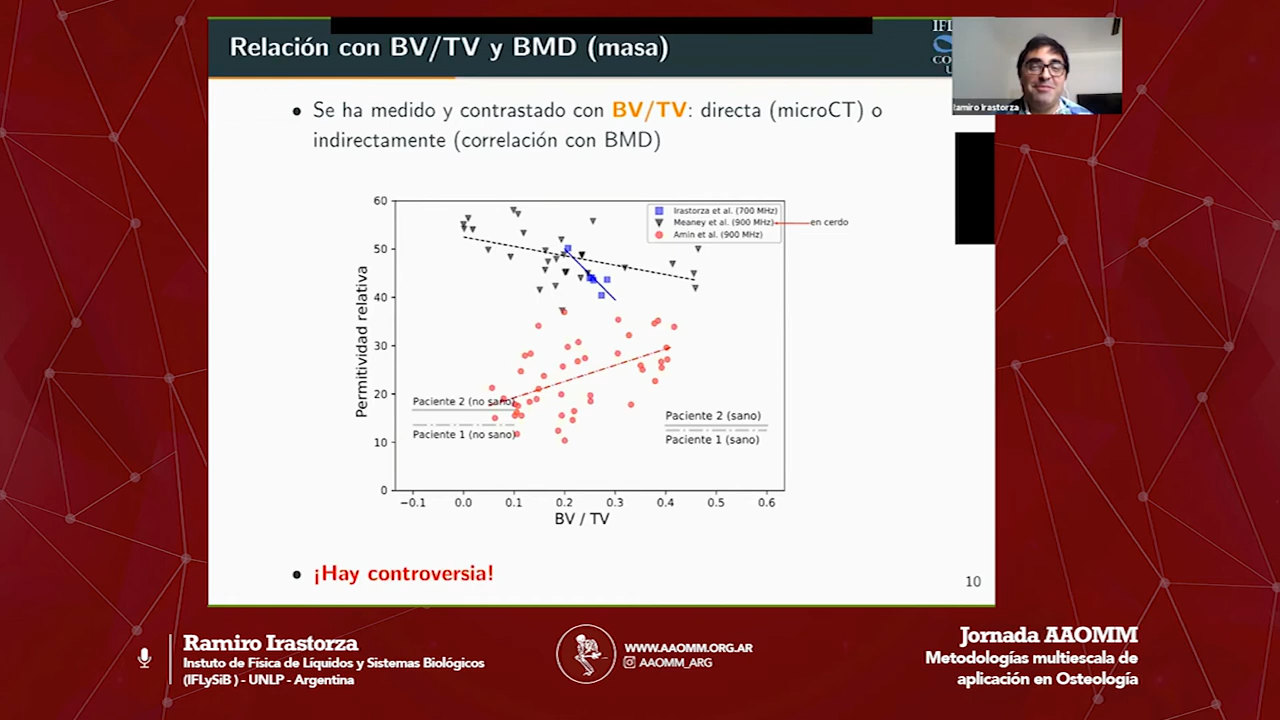 Relación con BV/TV y BMD (masa)
Ramiro Irastorza
• Se ha medido y contrastado con BV/TV: directa (microCT) o
indirectamente (correlación con BMD)
Permitividad relativa
60
50
40
30
20
10
0
Irastorza et al. (700 MHz)
Meaney et al. (900 MHz)
en cerdo
Amin et al. (900 MHz)
Paciente 2 (no sano)
Paciente 1 (no sano)
Paciente 2 (sano)
Paciente 1 (sano)
−0.1 0.0 0.1 0.2 0.3 0.4 0.5 0.6
BV / TV
• ¡Hay controversia!
10
Ramiro Irastorza
Instuto de Física de Líquidos y Sistemas Biológicos
(IFLySiB ) - UNLP - Argentina
WWW.AAOMM.ORG.AR
AAOMM_ARG
Jornada AAOMM
Metodologías multiescala de
aplicación en Osteología